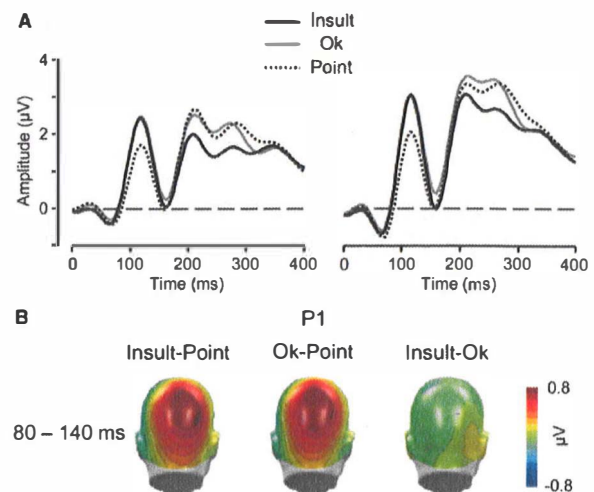 A
Insult
Ok
Point
Amplitude (µV)
4
2
0
0 100 200 300 400
Time (ms)
0 100 200 300 400
Time (ms)
B
P1
Insult-Point Ok-Point Insult-Ok
80 – 140 ms
0.8
µV
-0.8